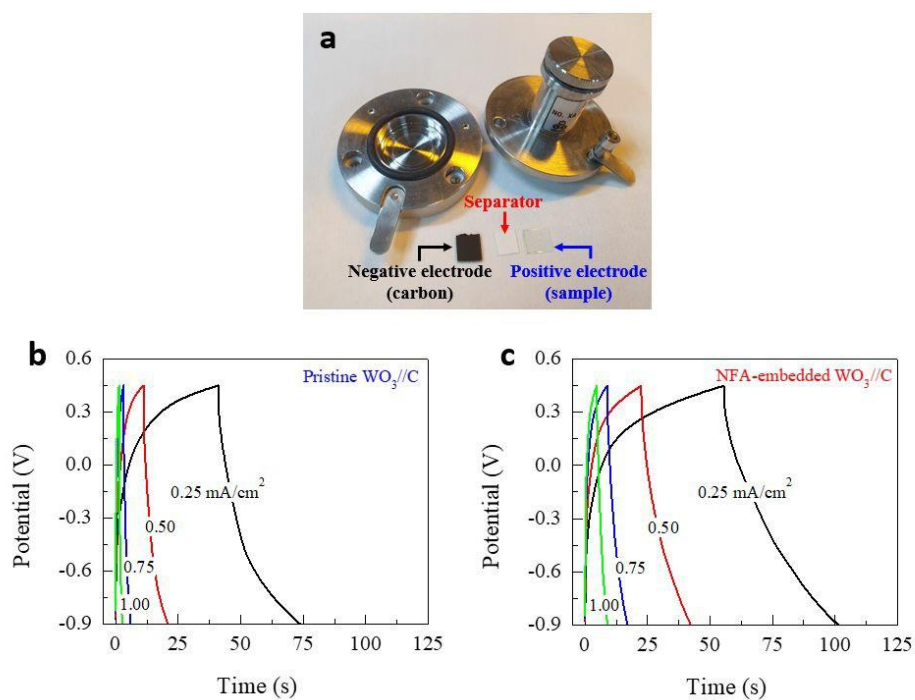 a
NO. XA
Separator
Negative electrode
(carbon)
Positive electrode
(sample)
b
Pristine WO₃//C
0.6
0.3
0.0
-0.3
-0.6
-0.9
Potential (V)
0.25 mA/cm²
0.50
0.75
1.00
0 25 50 75 100 125
Time (s)
c
NFA-embedded WO₃//C
0.6
0.3
0.0
-0.3
-0.6
-0.9
Potential (V)
0.25 mA/cm²
0.50
0.75
1.00
0 25 50 75 100 125
Time (s)